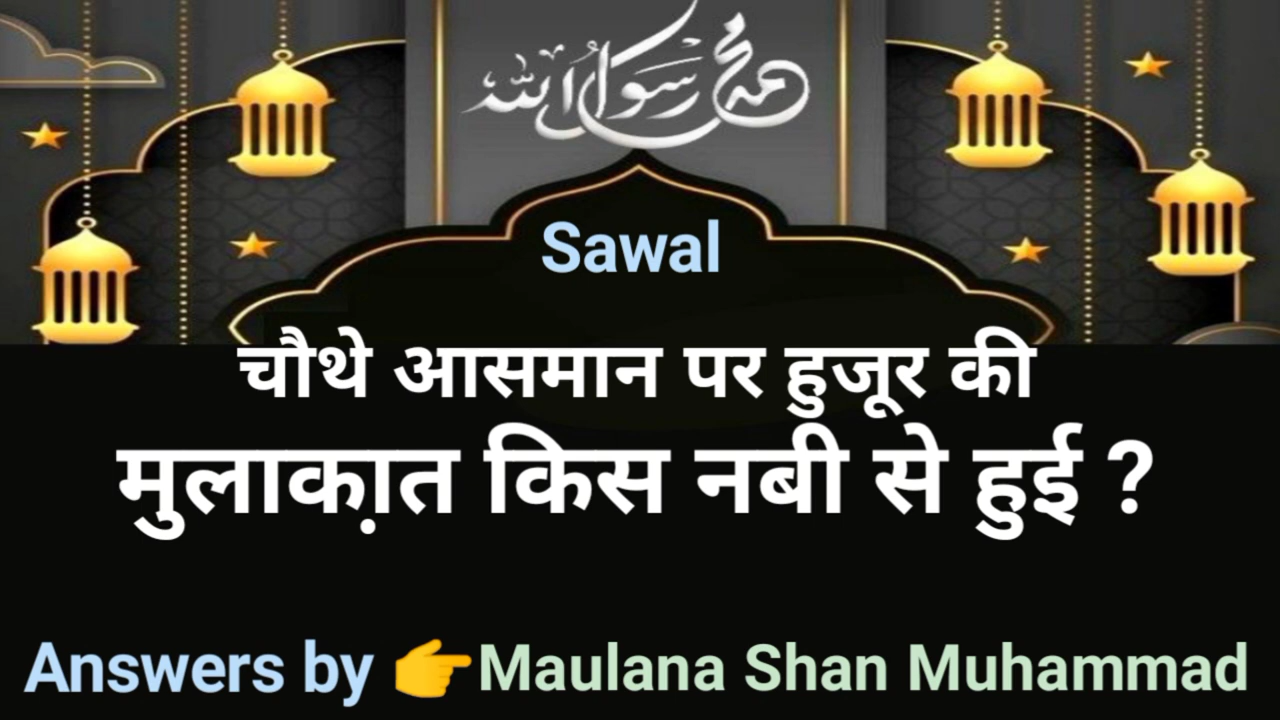 محمد رسول الله
Sawal
चौथे आसमान पर हुजूर की
मुलाका़त किस नबी से हुई ?
Answers by 👉Maulana Shan Muhammad